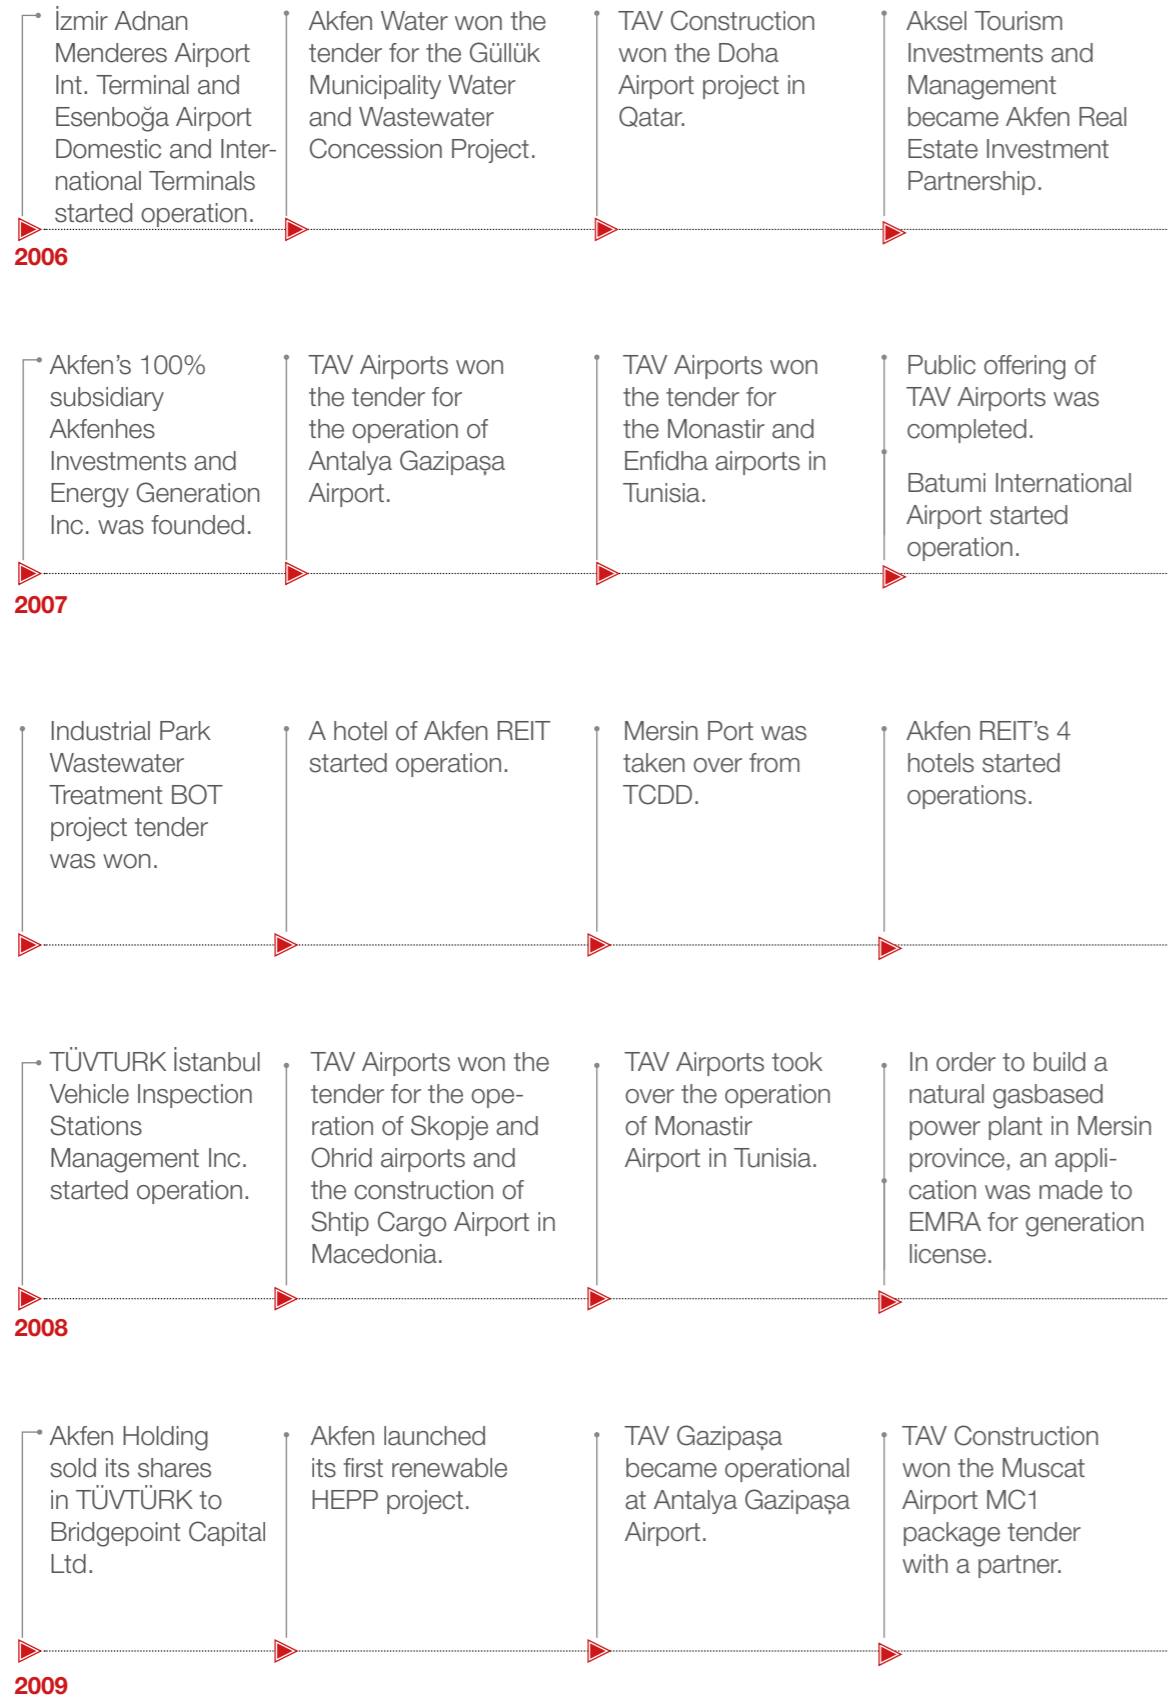 İzmir Adnan
Menderes Airport
Int. Terminal and
Esenboğa Airport
Domestic and Inter-
national Terminals
started operation.
Akfen Water won the
tender for the Güllük
Municipality Water
and Wastewater
Concession Project.
TAV Construction
won the Doha
Airport project in
Qatar.
Aksel Tourism
Investments and
Management
became Akfen Real
Estate Investment
Partnership.
2006
Akfen’s 100%
subsidiary
Akfenhes
Investments and
Energy Generation
Inc. was founded.
TAV Airports won
the tender for
the operation of
Antalya Gazipaşa
Airport.
TAV Airports won
the tender for
the Monastir and
Enfidha airports in
Tunisia.
Public offering of
TAV Airports was
completed.
Batumi International
Airport started
operation.
2007
Industrial Park
Wastewater
Treatment BOT
project tender
was won.
A hotel of Akfen REIT
started operation.
Mersin Port was
taken over from
TCDD.
Akfen REIT’s 4
hotels started
operations.
TÜVTURK İstanbul
Vehicle Inspection
Stations
Management Inc.
started operation.
TAV Airports won the
tender for the ope-
ration of Skopje and
Ohrid airports and
the construction of
Shtip Cargo Airport in
Macedonia.
TAV Airports took
over the operation
of Monastir
Airport in Tunisia.
In order to build a
natural gasbased
power plant in Mersin
province, an appli-
cation was made to
EMRA for generation
license.
2008
Akfen Holding
sold its shares
in TÜVTÜRK to
Bridgepoint Capital
Ltd.
Akfen launched
its first renewable
HEPP project.
TAV Gazipaşa
became operational
at Antalya Gazipaşa
Airport.
TAV Construction
won the Muscat
Airport MC1
package tender
with a partner.
2009